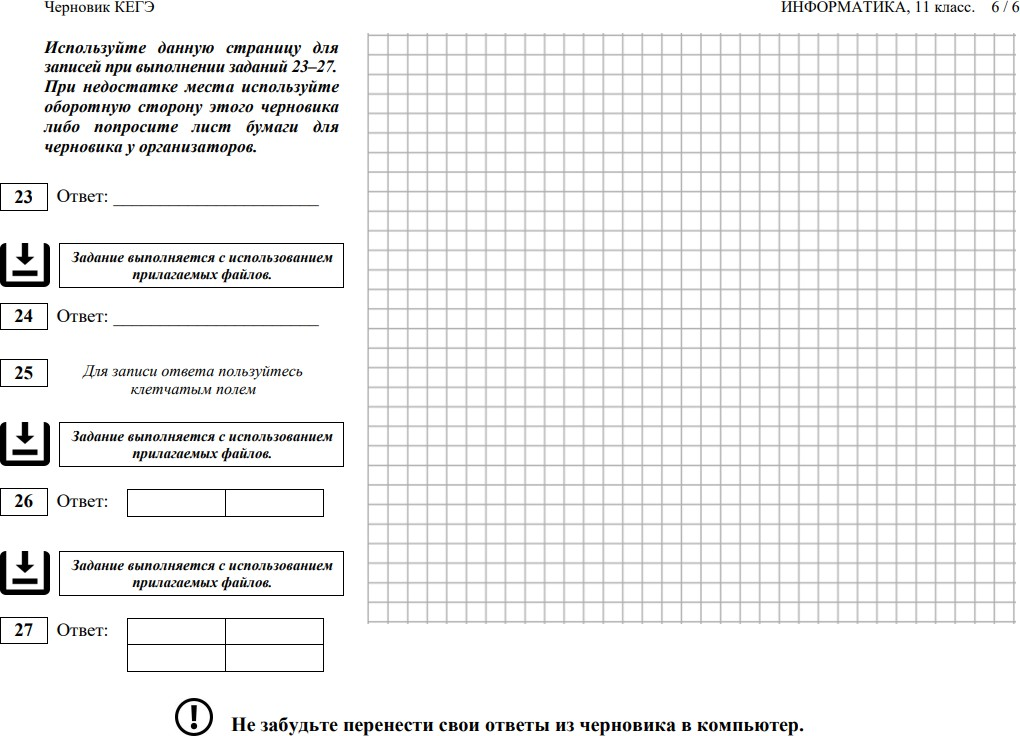 Черновик КЕГЭ
ИНФОРМАТИКА, 11 класс. 6 / 6
Используйте данную страницу для
записей при выполнении заданий 23–27.
При недостатке места используйте
оборотную сторону этого черновика
либо попросите лист бумаги для
черновика у организаторов.
23 Ответ: _______________________
Задание выполняется с использованием
прилагаемых файлов.
24 Ответ: _______________________
25 Для записи ответа пользуйтесь
клетчатым полем
Задание выполняется с использованием
прилагаемых файлов.
26 Ответ:
Задание выполняется с использованием
прилагаемых файлов.
27 Ответ:
! Не забудьте перенести свои ответы из черновика в компьютер.